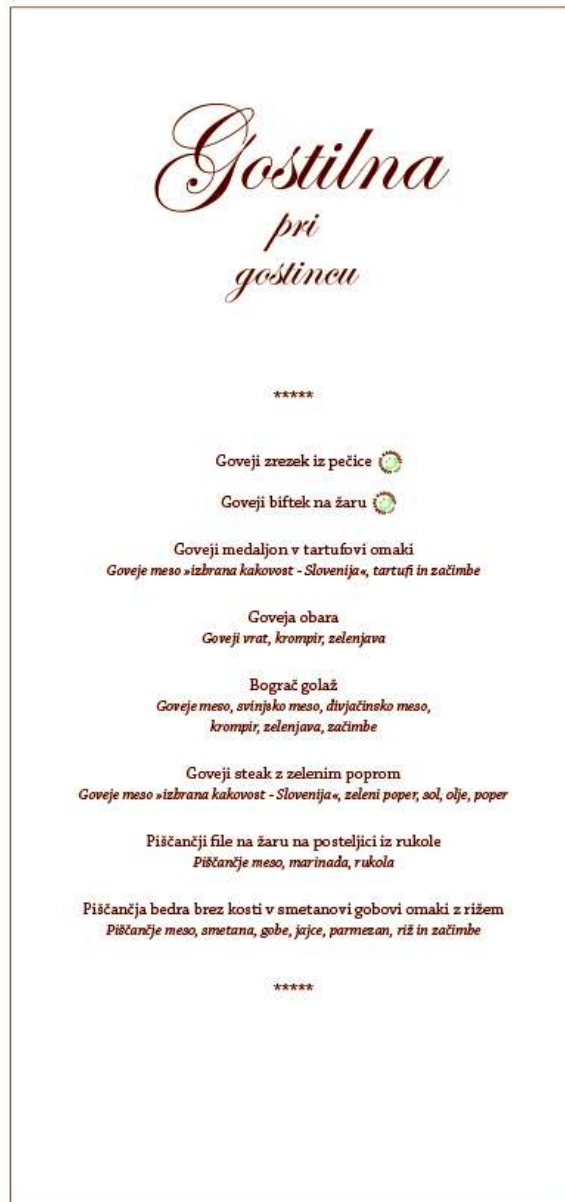 Gostilna
pri
gostincu
*****
Goveji zrezek iz pečice
Goveji biftek na žaru
Goveji medaljon v tartufovi omaki
Goveje meso »izbrana kakovost - Slovenija«, tartufi in začimbe
Goveja obara
Goveji vrat, krompir, zelenjava
Bograč golaž
Goveje meso, svinjsko meso, divjačinsko meso,
krompir, zelenjava, začimbe
Goveji steak z zelenim poprom
Goveje meso »izbrana kakovost - Slovenija«, zeleni poper, sol, olje, poper
Piščančji file na žaru na posteljici iz rukole
Piščančje meso, marinada, rukola
Piščančja bedra brez kosti v smetanovi gobovi omaki z rižem
Piščančje meso, smetana, gobe, jajce, parmezan, riž in začimbe
*****